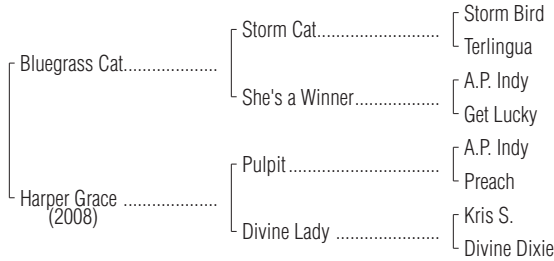 Storm Bird
Storm Cat....................
Terlingua
Bluegrass Cat...................
A.P. Indy
She's a Winner.................
Get Lucky
A.P. Indy
Pulpit..............................
Preach
Harper Grace ...................
(2008)
Kris S.
Divine Lady .....................
Divine Dixie